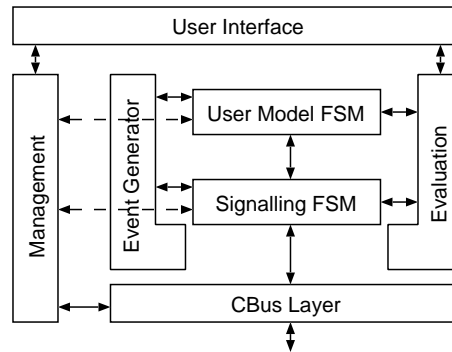 User Interface
Management
Event Generator
User Model FSM
Signalling FSM
Evaluation
CBus Layer